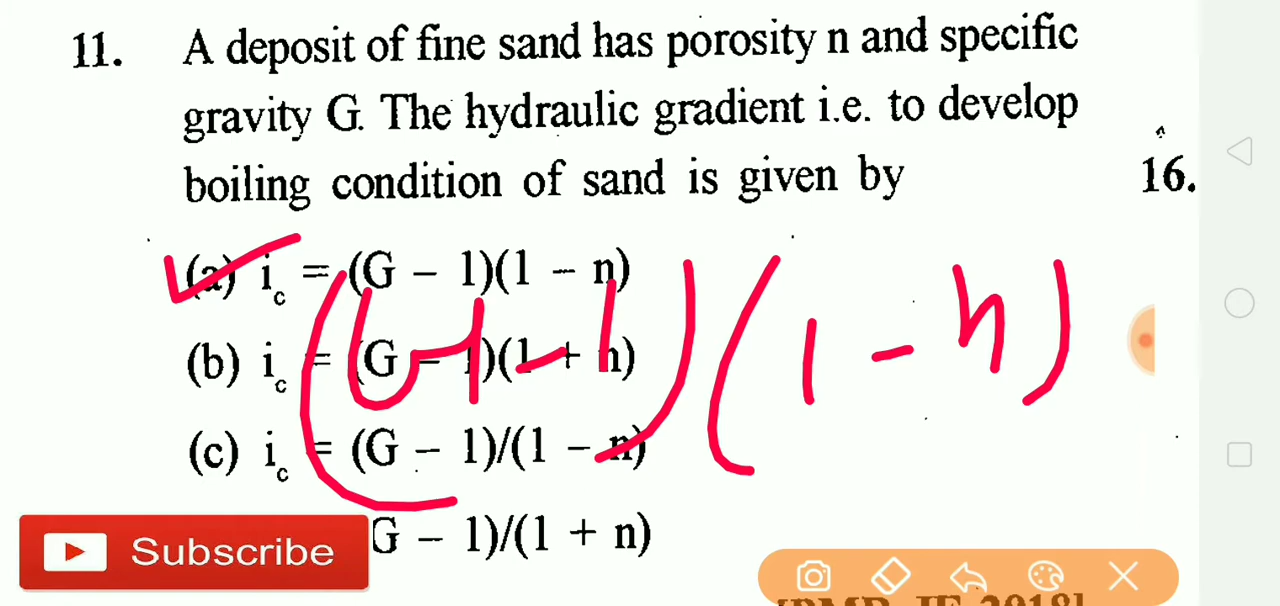 11. A deposit of fine sand has porosity n and specific
gravity G. The hydraulic gradient i.e. to develop
boiling condition of sand is given by
16.
(a) i_c = (G – 1)(1 – n)
(b) i_c = (G – 1)(1 + n)
(c) i_c = (G – 1)/(1 – n)
G – 1)/(1 + n)
(G-1)(1-n)
Subscribe